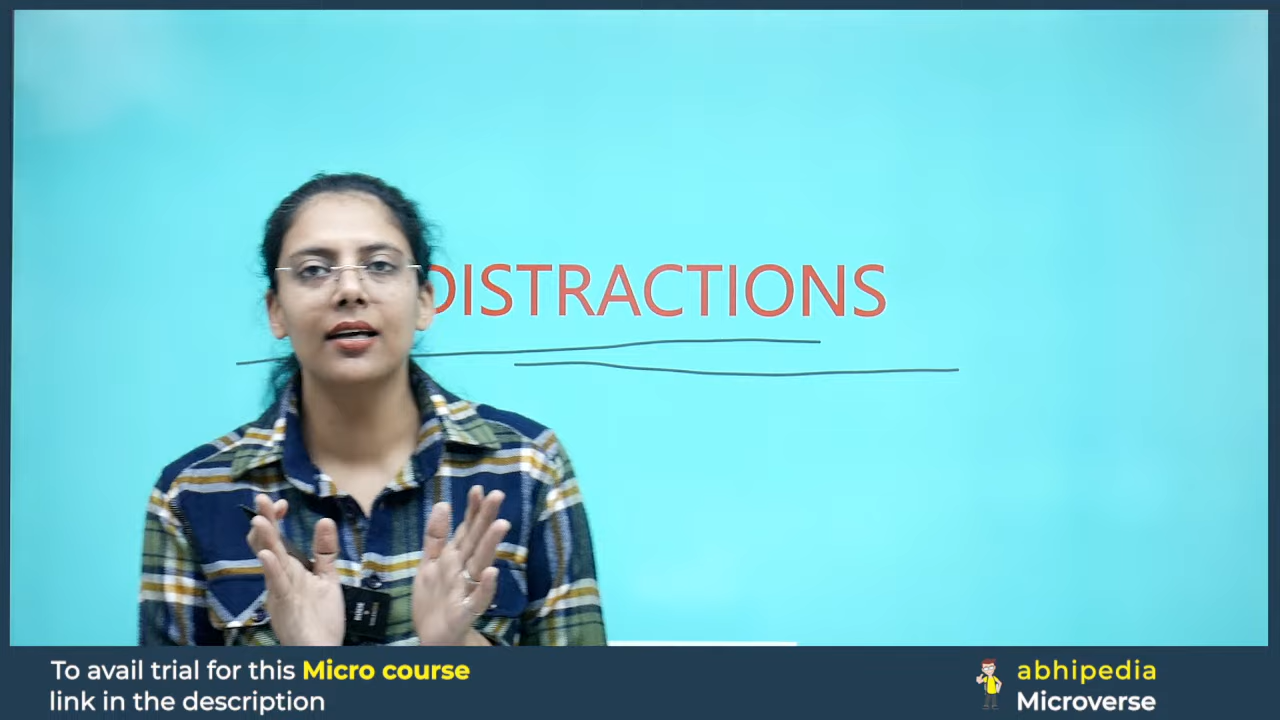 DISTRACTIONS
To avail trial for this Micro course
link in the description
abhipedia
Microverse